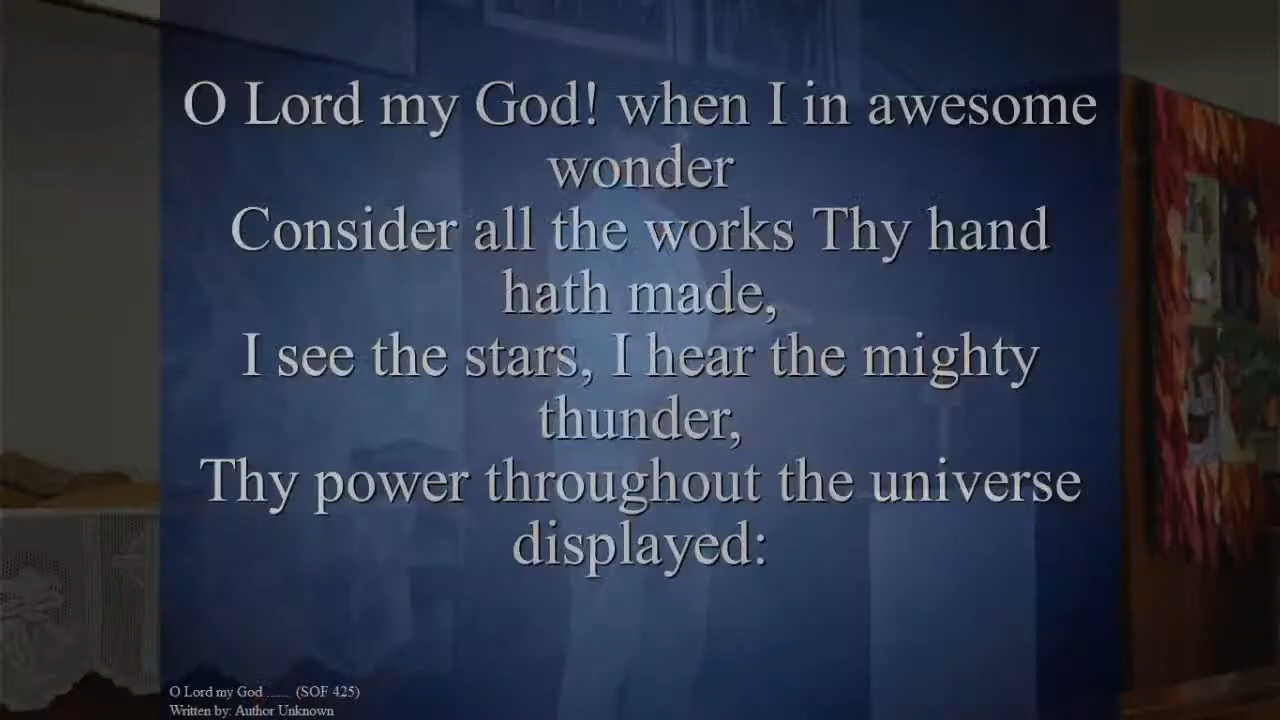 O Lord my God! when I in awesome
wonder
Consider all the works Thy hand
hath made,
I see the stars, I hear the mighty
thunder,
Thy power throughout the universe
displayed:
O Lord my God ...... (SOF 425)
Written by: Author Unknown